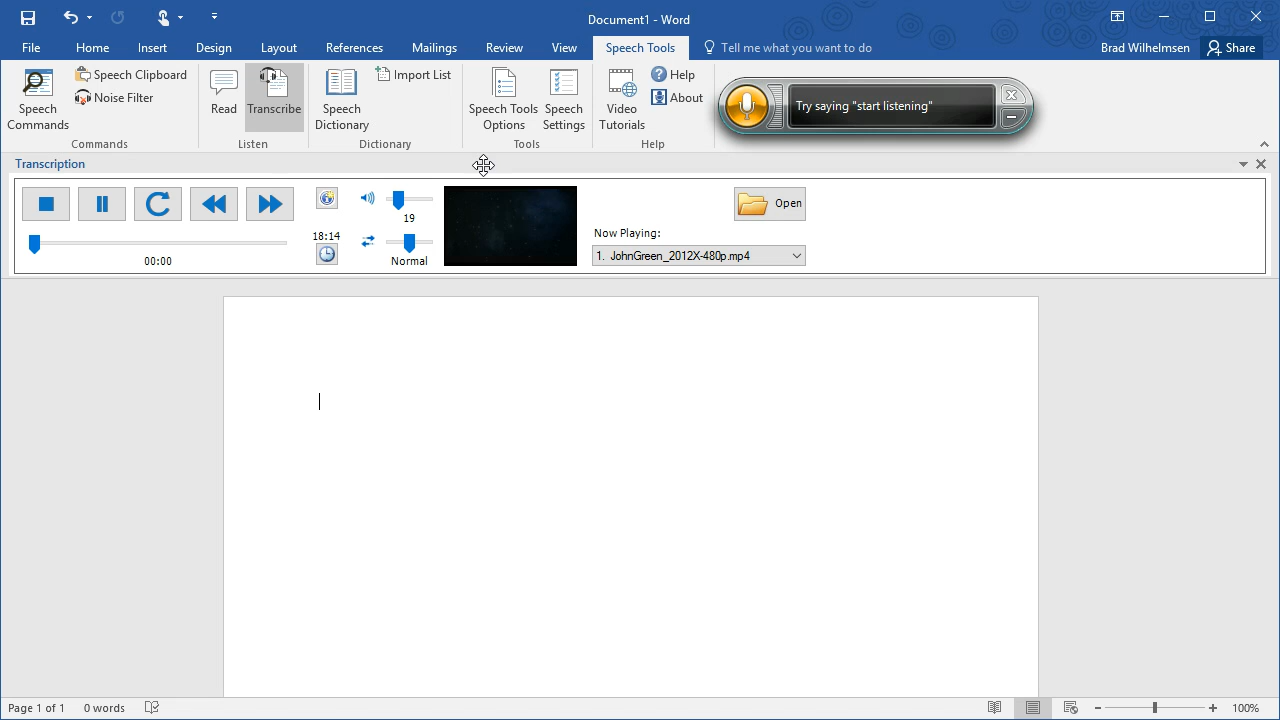 Document1 - Word
File Home Insert Design Layout References Mailings Review View Speech Tools Tell me what you want to do Brad Wilhelmsen Share
Speech Commands
Speech Clipboard
Noise Filter
Commands
Read
Transcribe
Listen
Speech Dictionary
Import List
Dictionary
Speech Tools Options
Speech Settings
Tools
Video Tutorials
Help
About
Help
Try saying "start listening"
Transcription
00:00
18:14
19
Normal
Open
Now Playing:
1. JohnGreen_2012X-480p.mp4
Page 1 of 1 0 words 100%